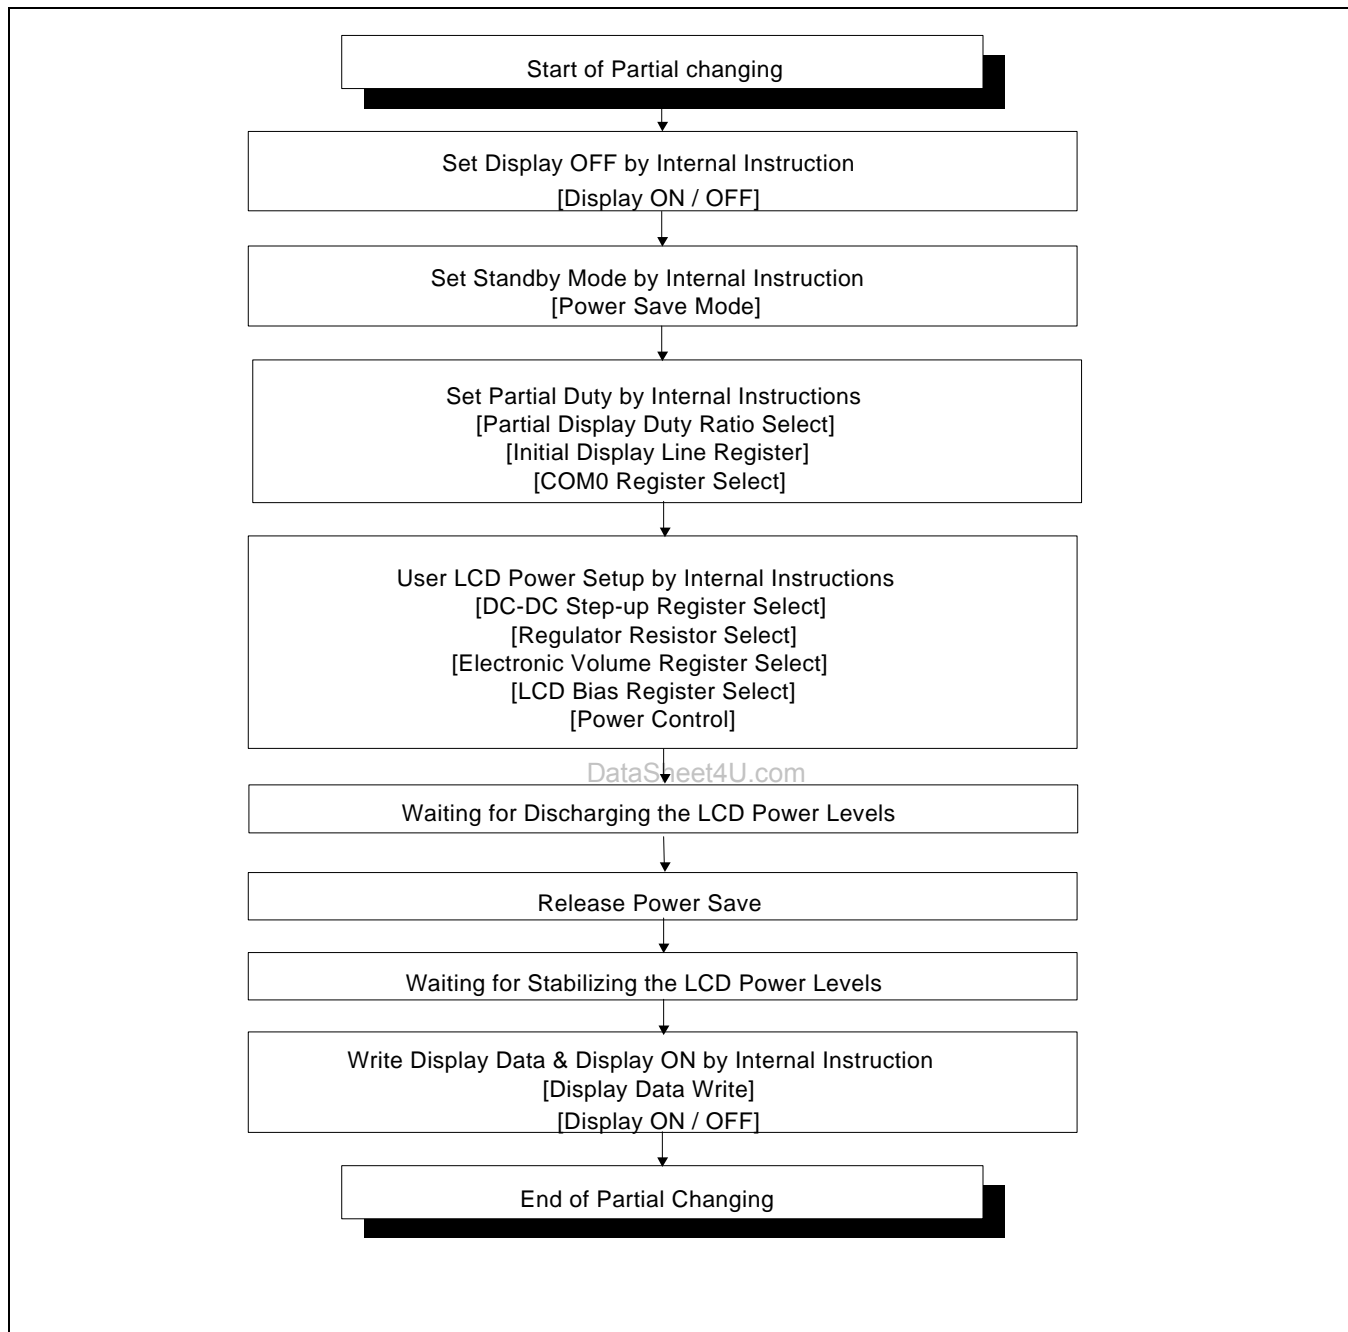 Start of Partial changing
Set Display OFF by Internal Instruction
[Display ON / OFF]
Set Standby Mode by Internal Instruction
[Power Save Mode]
Set Partial Duty by Internal Instructions
[Partial Display Duty Ratio Select]
[Initial Display Line Register]
[COM0 Register Select]
User LCD Power Setup by Internal Instructions
[DC-DC Step-up Register Select]
[Regulator Resistor Select]
[Electronic Volume Register Select]
[LCD Bias Register Select]
[Power Control]
DataSheet4U.com
Waiting for Discharging the LCD Power Levels
Release Power Save
Waiting for Stabilizing the LCD Power Levels
Write Display Data & Display ON by Internal Instruction
[Display Data Write]
[Display ON / OFF]
End of Partial Changing